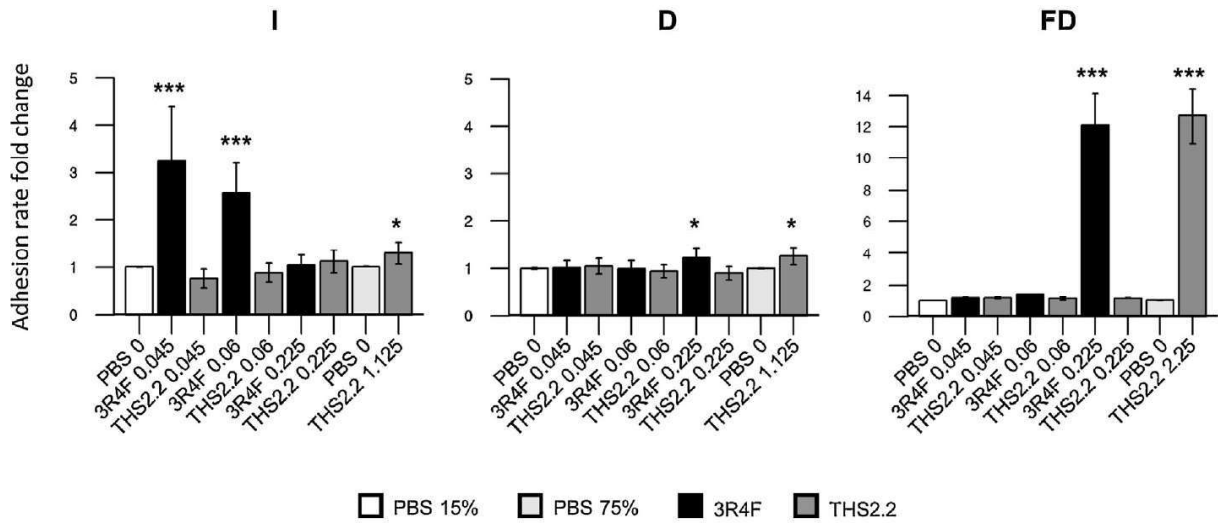 I D FD
Adhesion rate fold change
5
4
3
2
1
0
***
***
*
PBS 0
3R4F 0.045
THS2.2 0.045
3R4F 0.06
THS2.2 0.06
3R4F 0.225
THS2.2 0.225
PBS 0
THS2.2 1.125
5
4
3
2
1
0
*
*
PBS 0
3R4F 0.045
THS2.2 0.045
3R4F 0.06
THS2.2 0.06
3R4F 0.225
THS2.2 0.225
PBS 0
THS2.2 1.125
14
12
10
8
6
4
2
0
***
***
PBS 0
3R4F 0.045
THS2.2 0.045
3R4F 0.06
THS2.2 0.06
3R4F 0.225
THS2.2 0.225
PBS 0
THS2.2 2.25
PBS 15% PBS 75% 3R4F THS2.2